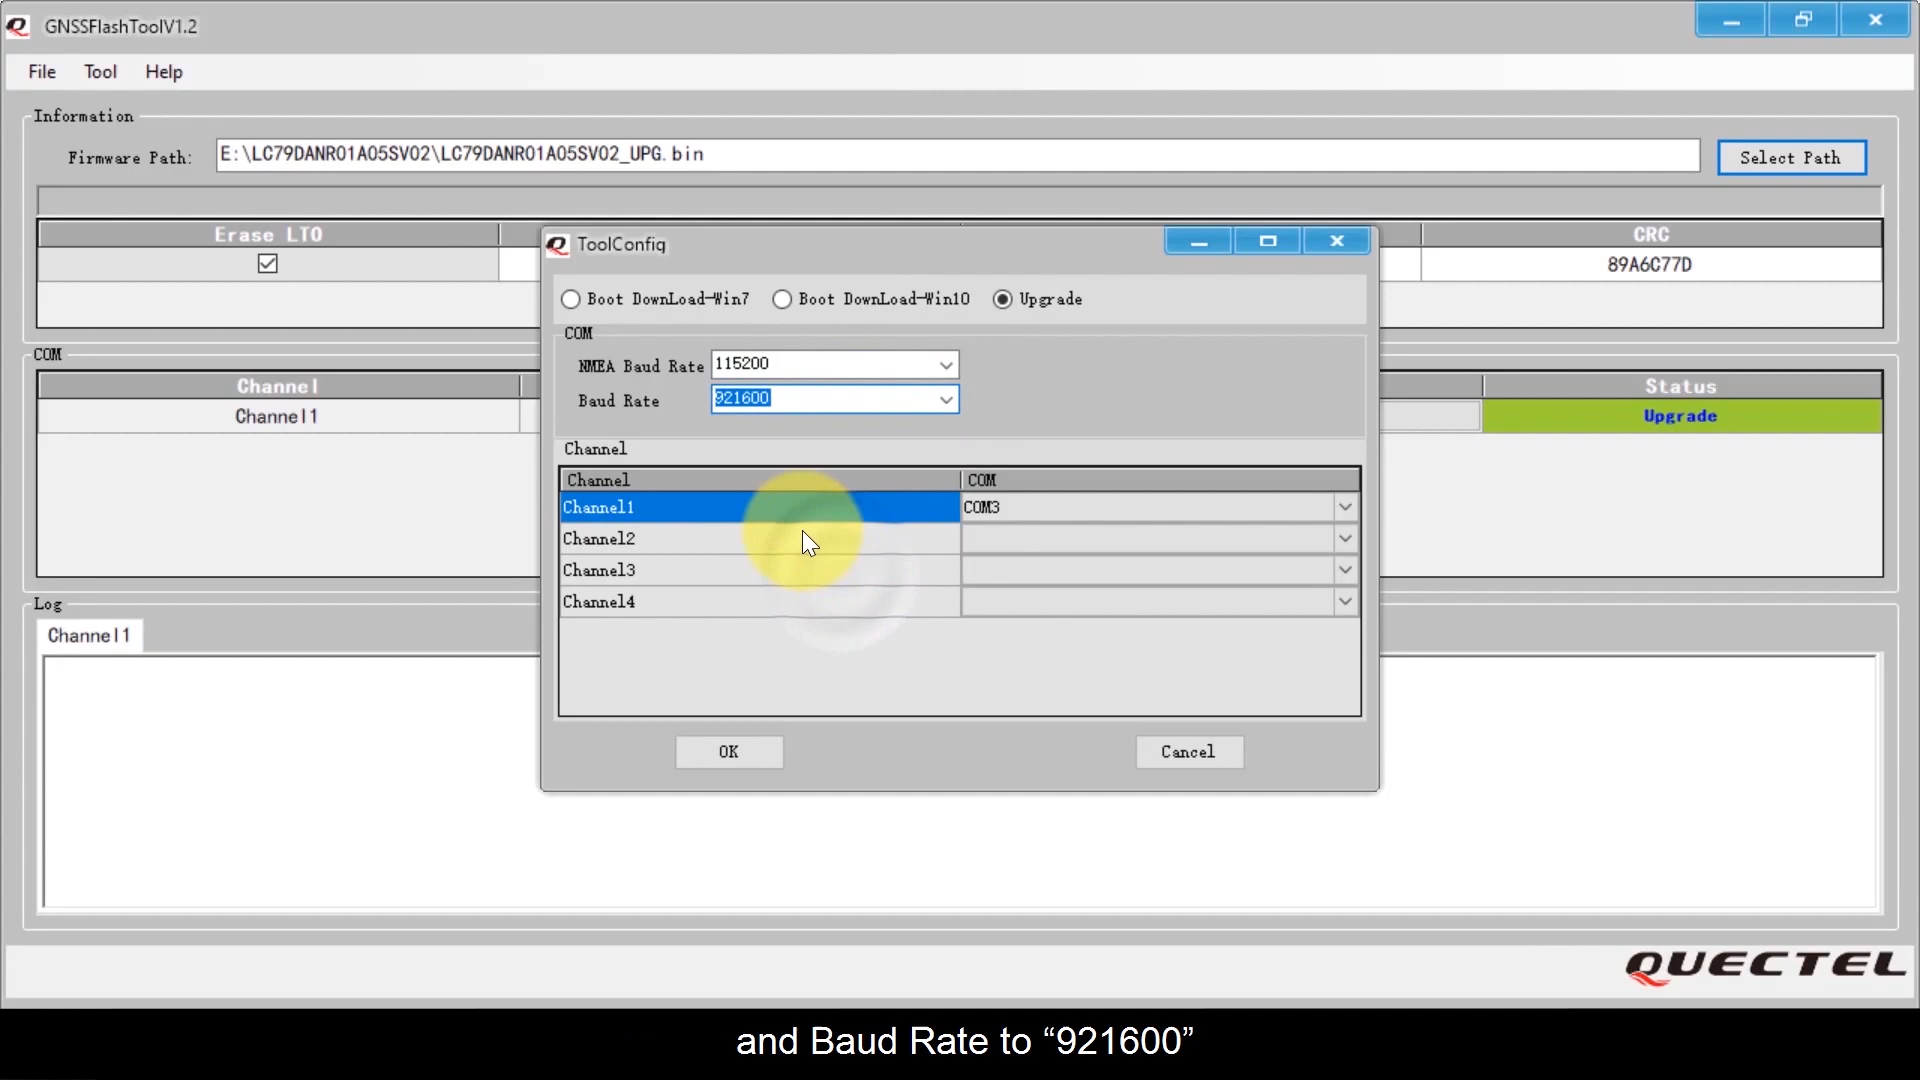 GNSSFlashToolV1.2
File Tool Help
Information
Firmware Path: E:\LC79DANR01A05SV02\LC79DANR01A05SV02_UPG.bin Select Path
Erase LTO CRC
89A6C77D
ToolConfig
Boot DownLoad-Win7 Boot DownLoad-Win10 Upgrade
COM
NMEA Baud Rate 115200
Baud Rate 921600
Channel
Channel COM
Channel1 COM3
Channel2
Channel3
Channel4
OK Cancel
COM
Channel Status
Channel1 Upgrade
Log
Channel1
QUECTEL
and Baud Rate to “921600”